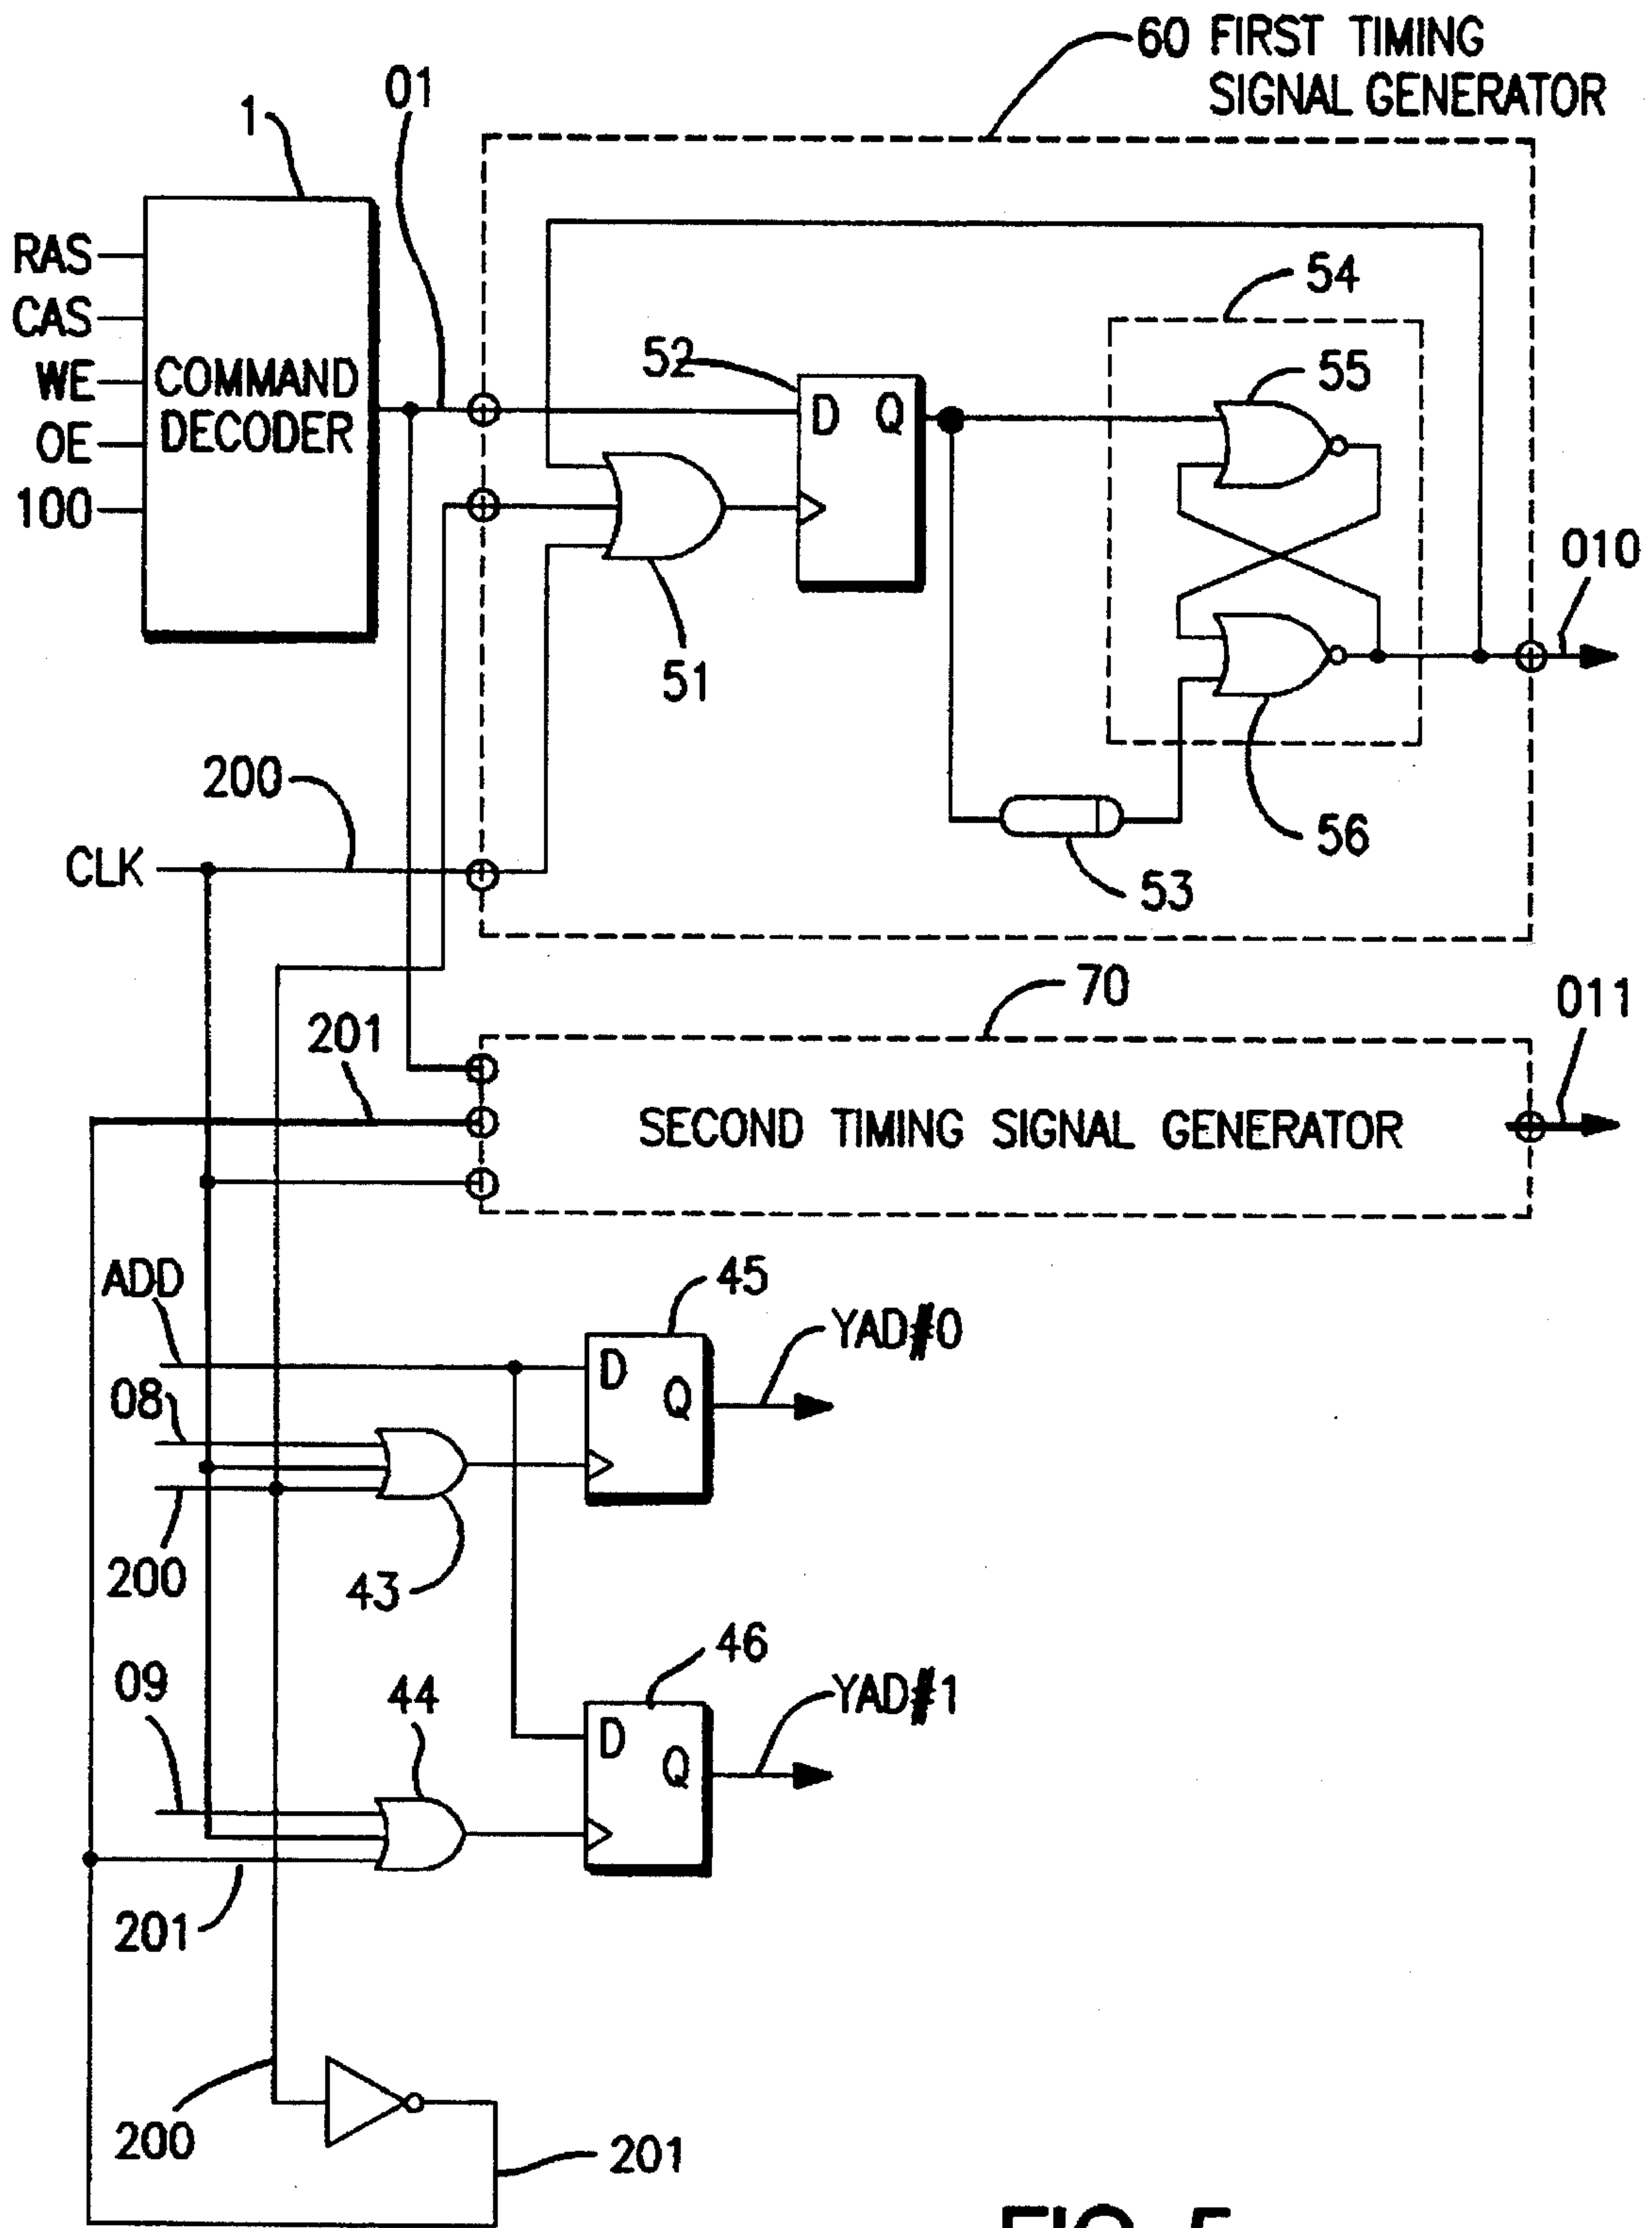 60 FIRST TIMING
SIGNAL GENERATOR
01
1
RAS
CAS
WE
OE
100
COMMAND
DECODER
54
52
55
D Q
010
51
200
CLK
53
56
70
011
201
SECOND TIMING SIGNAL GENERATOR
ADD
45
YAD#0
08
D
Q
200
43
46
09
44
YAD#1
D
Q
201
200
201
FIG. 5